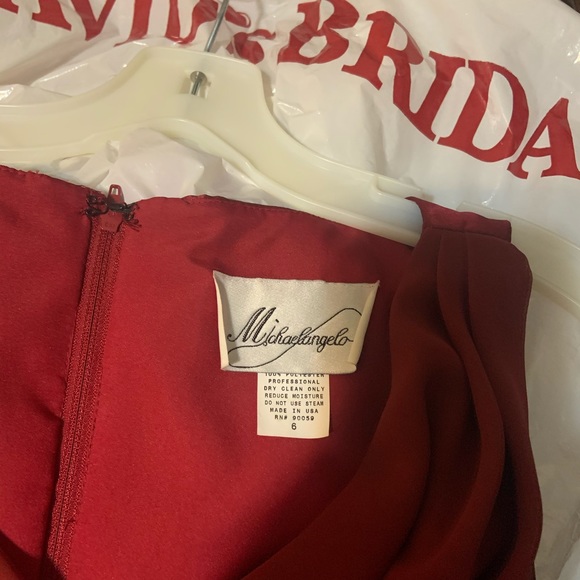 BRIDA
Michaelangelo
100% POLYESTER
PROFESSIONAL
DRY CLEAN ONLY
REDUCE MOISTURE
DO NOT USE STEAM
MADE IN USA
RN# 90059
6